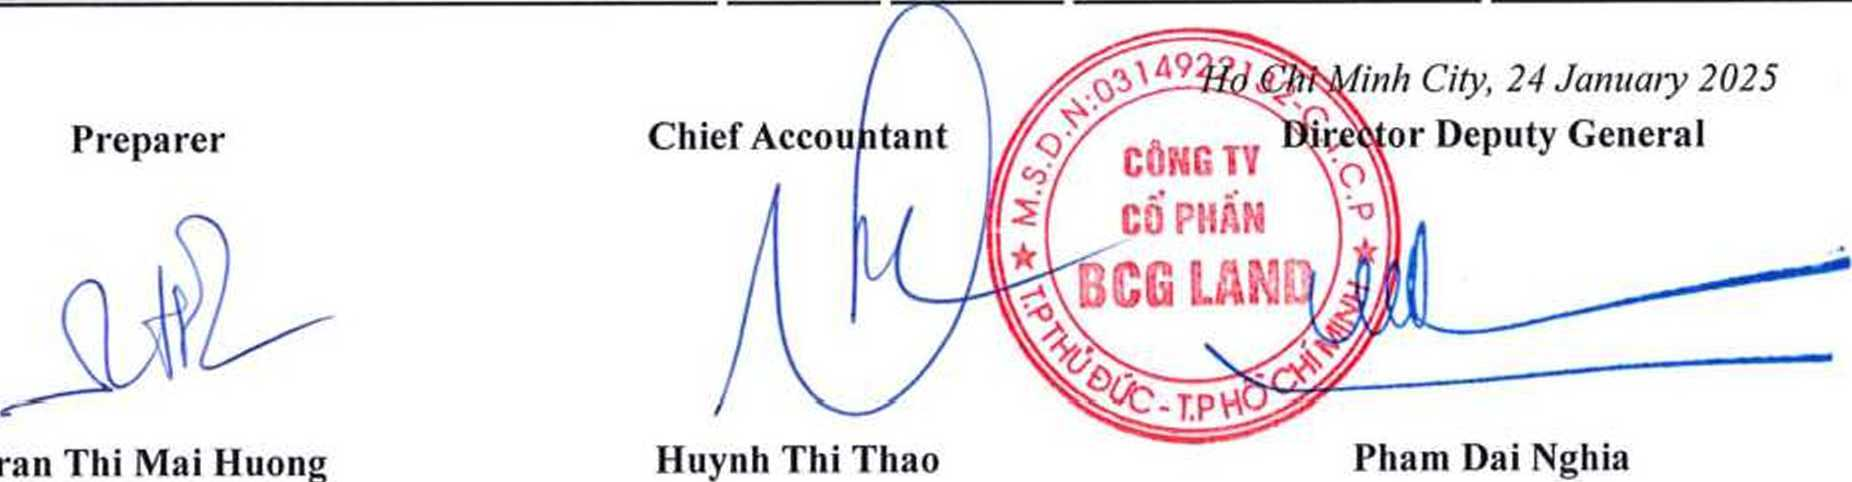 Ho Chi Minh City, 24 January 2025
Preparer
Chief Accountant
Director Deputy General
CÔNG TY
CỔ PHẦN
BCG LAND
T.P THỦ ĐỨC - T.P HỒ CHÍ MINH
ran Thi Mai Huong
Huynh Thi Thao
Pham Dai Nghia